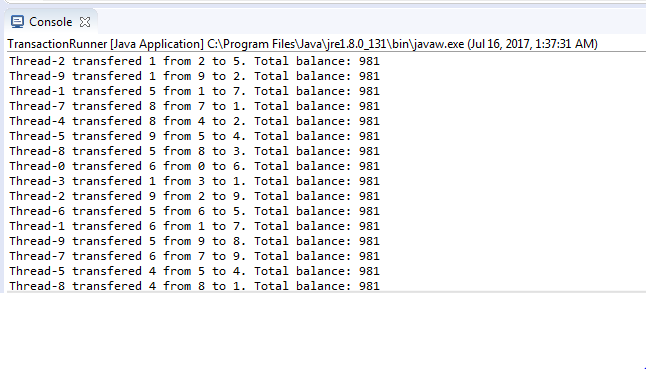 Console
TransactionRunner [Java Application] C:\Program Files\Java\jre1.8.0_131\bin\javaw.exe (Jul 16, 2017, 1:37:31 AM)
Thread-2 transfered 1 from 2 to 5. Total balance: 981
Thread-9 transfered 1 from 9 to 2. Total balance: 981
Thread-1 transfered 5 from 1 to 7. Total balance: 981
Thread-7 transfered 8 from 7 to 1. Total balance: 981
Thread-4 transfered 8 from 4 to 2. Total balance: 981
Thread-5 transfered 9 from 5 to 4. Total balance: 981
Thread-8 transfered 5 from 8 to 3. Total balance: 981
Thread-0 transfered 6 from 0 to 6. Total balance: 981
Thread-3 transfered 1 from 3 to 1. Total balance: 981
Thread-2 transfered 9 from 2 to 9. Total balance: 981
Thread-6 transfered 5 from 6 to 5. Total balance: 981
Thread-1 transfered 6 from 1 to 7. Total balance: 981
Thread-9 transfered 5 from 9 to 8. Total balance: 981
Thread-7 transfered 6 from 7 to 9. Total balance: 981
Thread-5 transfered 4 from 5 to 4. Total balance: 981
Thread-8 transfered 4 from 8 to 1. Total balance: 981